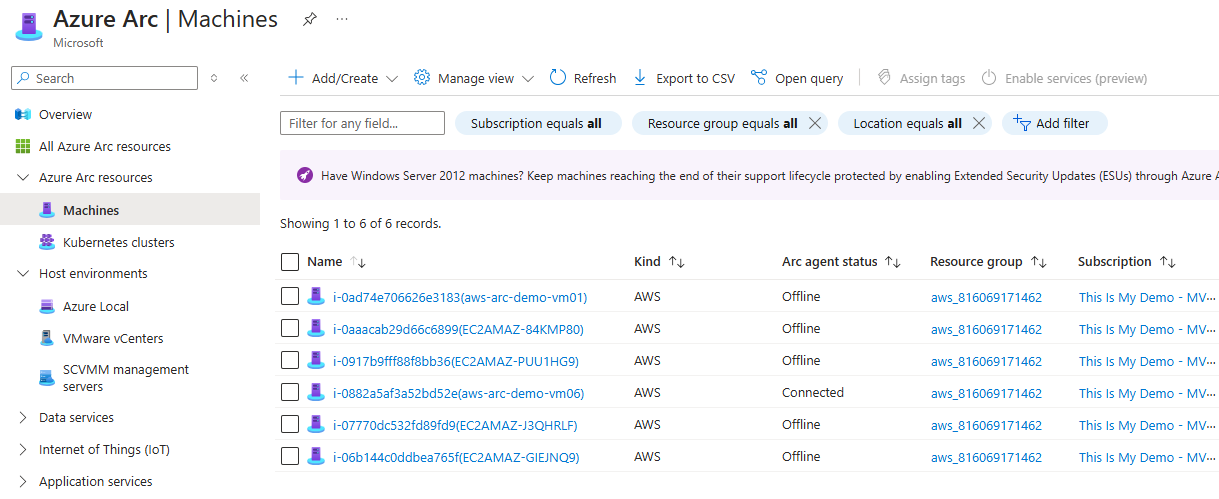 Azure Arc | Machines
Microsoft
Search
Overview
All Azure Arc resources
Azure Arc resources
Machines
Kubernetes clusters
Host environments
Azure Local
VMware vCenters
SCVMM management
servers
Data services
Internet of Things (IoT)
Application services
Add/Create Manage view Refresh Export to CSV Open query Assign tags Enable services (preview)
Filter for any field... Subscription equals all Resource group equals all Location equals all Add filter
Have Windows Server 2012 machines? Keep machines reaching the end of their support lifecycle protected by enabling Extended Security Updates (ESUs) through Azure A
Showing 1 to 6 of 6 records.
Name Kind Arc agent status Resource group Subscription
i-0ad74e706626e3183(aws-arc-demo-vm01) AWS Offline aws_816069171462 This Is My Demo - MV...
i-0aaacab29d66c6899(EC2AMAZ-84KMP80) AWS Offline aws_816069171462 This Is My Demo - MV...
i-0917b9fff88f8bb36(EC2AMAZ-PUU1HG9) AWS Offline aws_816069171462 This Is My Demo - MV...
i-0882a5af3a52bd52e(aws-arc-demo-vm06) AWS Connected aws_816069171462 This Is My Demo - MV...
i-07770dc532fd89fd9(EC2AMAZ-J3QHRLF) AWS Offline aws_816069171462 This Is My Demo - MV...
i-06b144c0ddbea765f(EC2AMAZ-GIEJNQ9) AWS Offline aws_816069171462 This Is My Demo - MV...